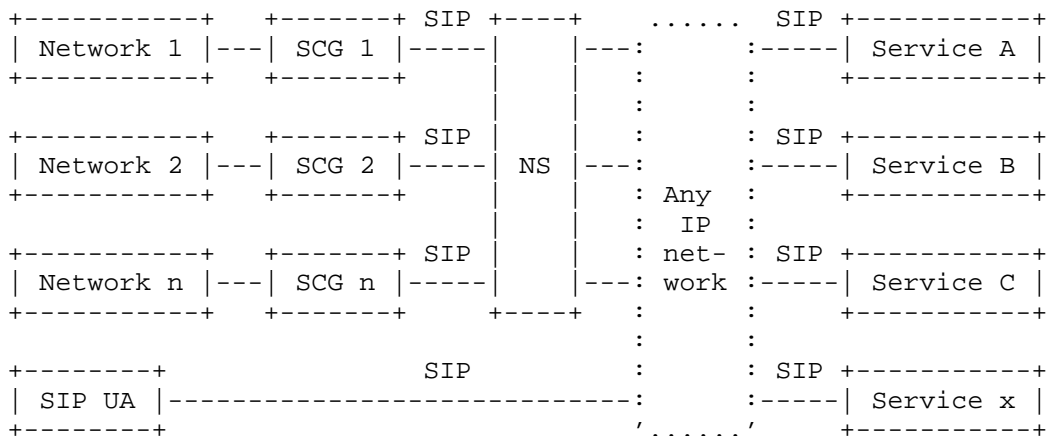 +-----------+   +-------+ SIP +----+    ...... SIP +-----------+
| Network 1 |---| SCG 1 |-----|    |---:      :-----| Service A |
+-----------+   +-------+     |    |   :      :     +-----------+
                              |    |   :      :
+-----------+   +-------+ SIP |    |   :      : SIP +-----------+
| Network 2 |---| SCG 2 |-----| NS |---:      :-----| Service B |
+-----------+   +-------+     |    |   : Any  :     +-----------+
                              |    |   :  IP  :
+-----------+   +-------+ SIP |    |   : net- : SIP +-----------+
| Network n |---| SCG n |-----|    |---: work :-----| Service C |
+-----------+   +-------+     +----+   :      :     +-----------+
                                       :      :
+--------+                SIP          :      : SIP +-----------+
| SIP UA |-----------------------------:      :-----| Service x |
+--------+                             '......'     +-----------+